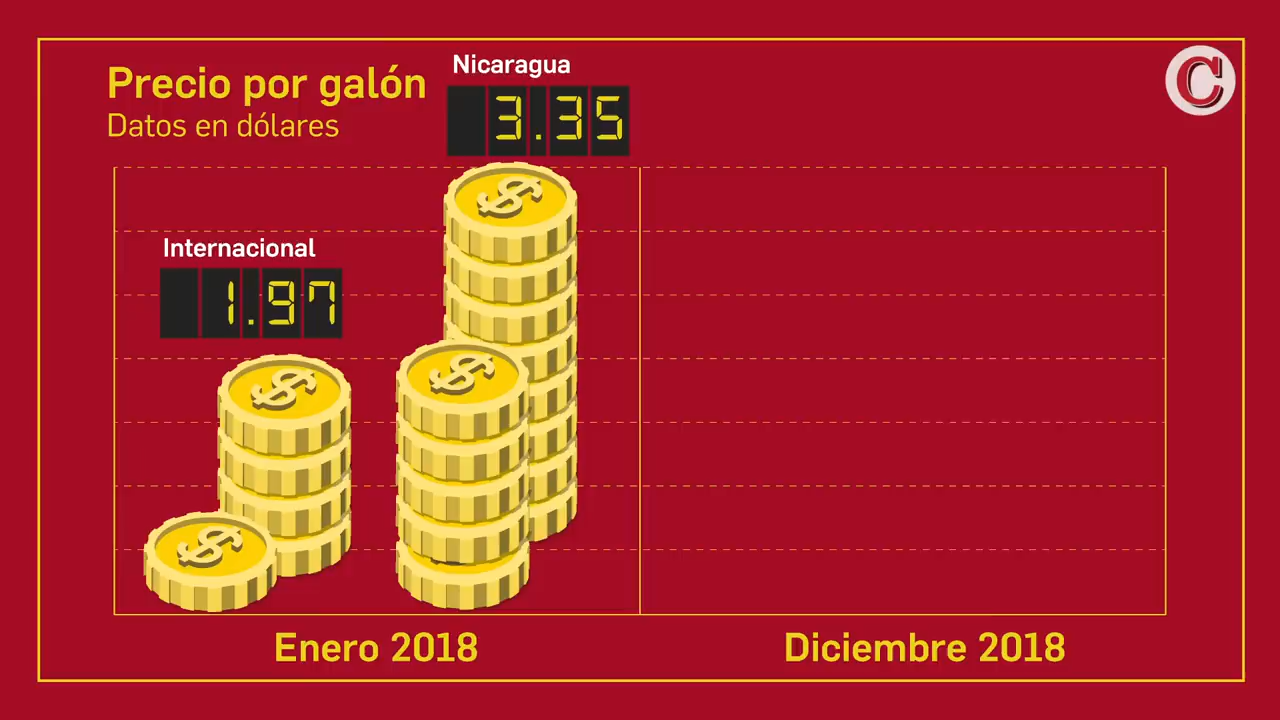 Precio por galón
Datos en dólares
Nicaragua
3.35
Internacional
1.97
Enero 2018
Diciembre 2018
C